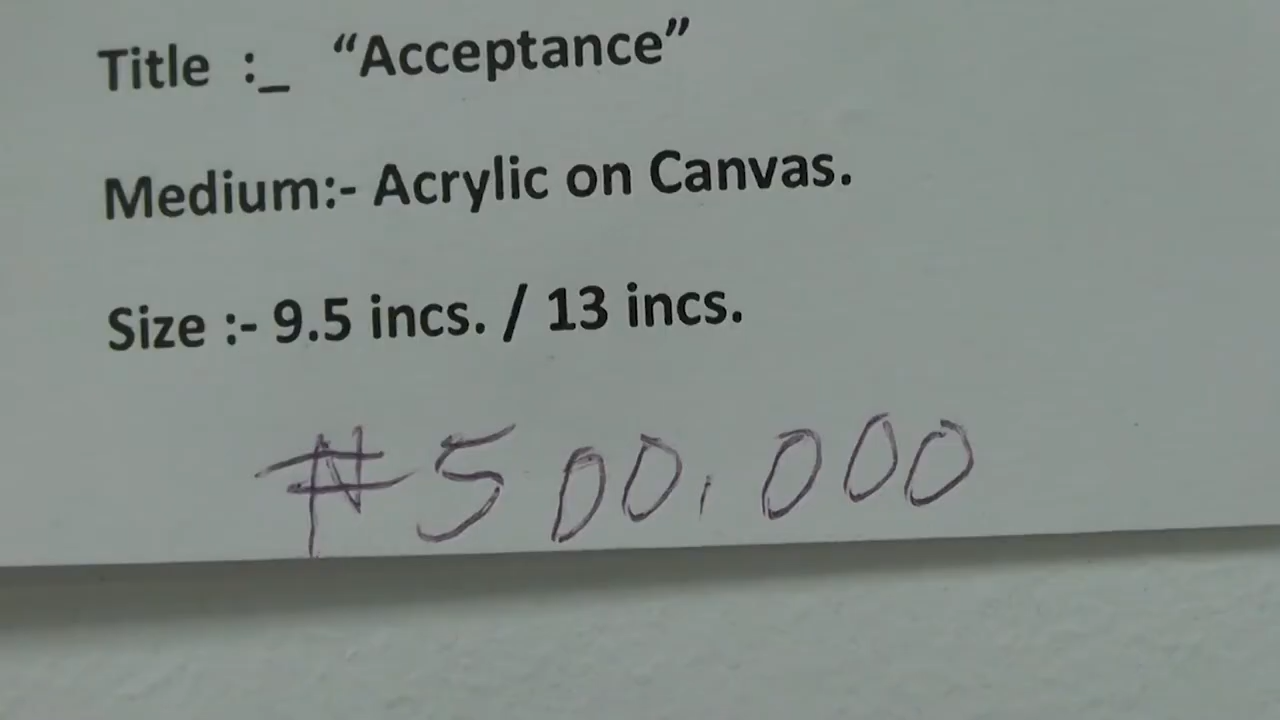 Title :_ “Acceptance”
Medium:- Acrylic on Canvas.
Size :- 9.5 incs. / 13 incs.
₦500,000